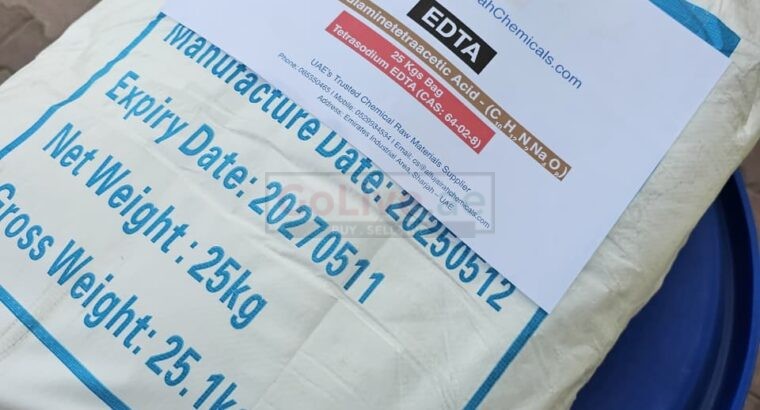 ahChemicals.com
EDTA
diaminetetraacetic Acid - (C10H12N2Na4O8)
25 Kgs Bag
Tetrasodium EDTA (CAS: 64-02-8)
UAE's Trusted Chemical Raw Materials Supplier
Address: Emirates Industrial Area, Sharjah - UAE
Manufacture Date: 20250512
Expiry Date: 20270511
Net Weight: 25kg
Gross Weight: 25.1k